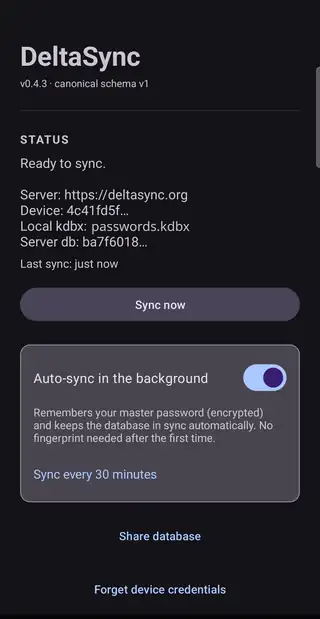 DeltaSync
v0.4.3 · canonical schema v1
STATUS
Ready to sync.
Server: https://deltasync.org
Device: 4c41fd5f…
Local kdbx: passwords.kdbx
Server db: ba7f6018…
Last sync: just now
Sync now
Auto-sync in the background
Remembers your master password (encrypted)
and keeps the database in sync automatically. No
fingerprint needed after the first time.
Sync every 30 minutes
Share database
Forget device credentials